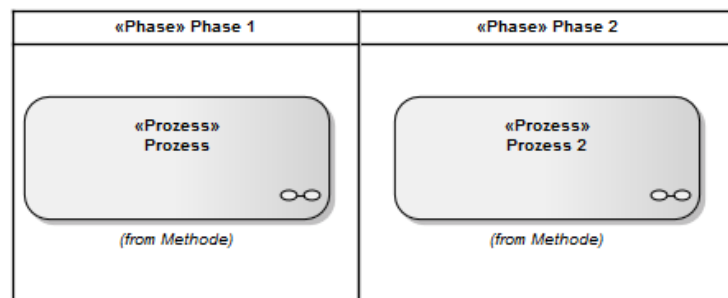 «Phase» Phase 1
«Phase» Phase 2
«Prozess»
Prozess
(from Methode)
«Prozess»
Prozess 2
(from Methode)